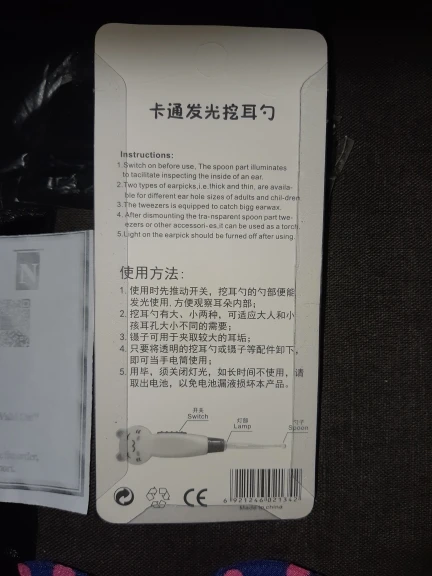 卡通发光挖耳勺
Instructions:
1.Switch on before use. The spoon part illuminates
to tacilitate inspecting the inside of an ear.
2.Two types of earpicks,i.e.thick and thin, are availa-
ble for different ear hole sizes of adults and chil-dren.
3.The tweezers is equipped to catch bigg earwax.
4. After dismounting the tra-nsparent spoon part twe-
ezers or other accessori-es,it can be used as a torch.
5.Light on the earpick should be furned off after using.
使用方法:
1. 使用时先推动开关，挖耳勺的勺部便能
发光使用, 方便观察耳朵内部；
2. 挖耳勺有大、小两种，可适应大人和小
孩耳孔大小不同的需要；
3. 镊子可用于夹取较大的耳垢；
4. 只要将透明的挖耳勺或镊子等配件卸下,
即可当手电筒使用；
5. 用毕，须关闭灯光，如长时间不使用，请
取出电池，以免电池漏液损坏本产品。
开关
Switch
灯膽
Lamp
勺子
Spoon
CE
6 921246 021342
Made in china
N